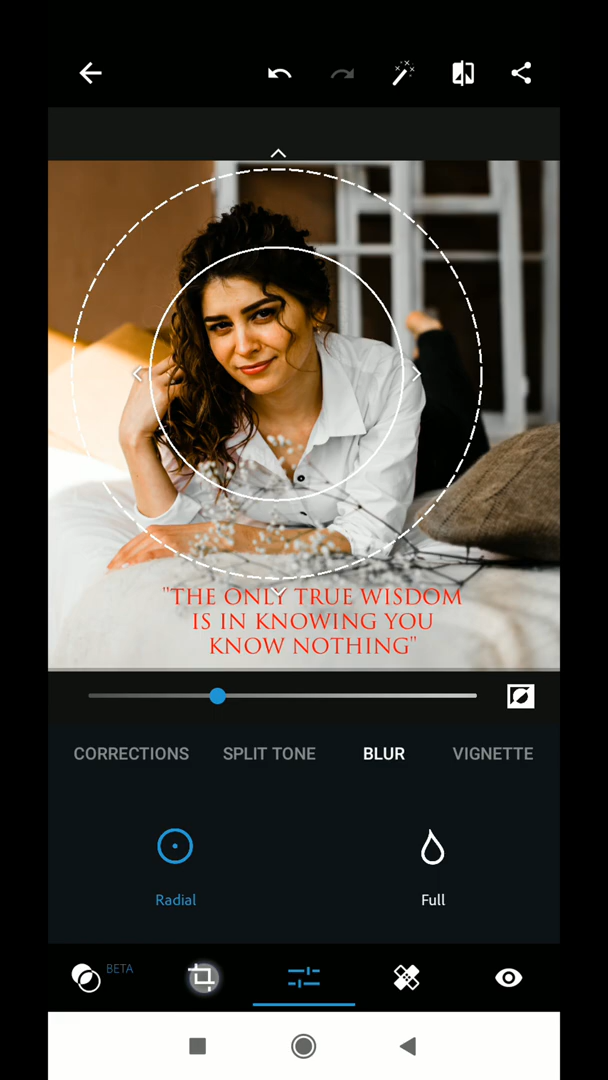 "THE ONLY TRUE WISDOM
IS IN KNOWING YOU
KNOW NOTHING"
CORRECTIONS
SPLIT TONE
BLUR
VIGNETTE
Radial
Full
BETA